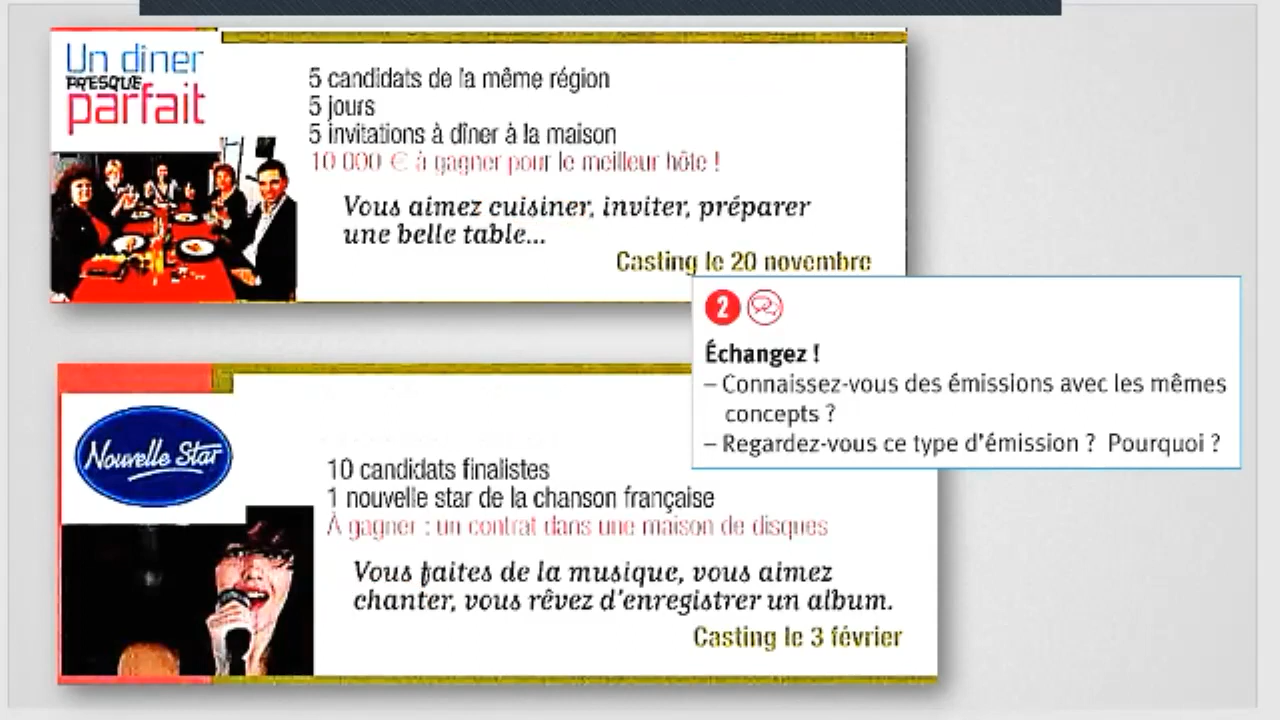 Un dîner
PRESQUE
parfait
5 candidats de la même région
5 jours
5 invitations à dîner à la maison
10 000 € à gagner pour le meilleur hôte !
Vous aimez cuisiner, inviter, préparer
une belle table...
Casting le 20 novembre
2
Échangez !
– Connaissez-vous des émissions avec les mêmes
concepts ?
– Regardez-vous ce type d'émission ? Pourquoi ?
Nouvelle Star
10 candidats finalistes
1 nouvelle star de la chanson française
À gagner : un contrat dans une maison de disques
Vous faites de la musique, vous aimez
chanter, vous rêvez d'enregistrer un album.
Casting le 3 février